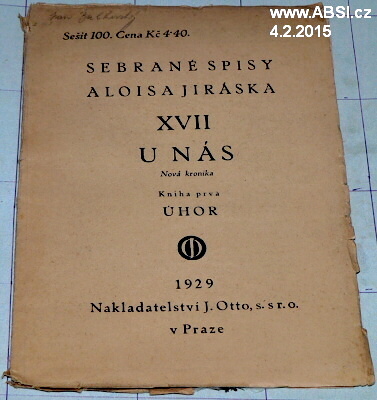 www.ABSI.cz
4.2.2015
Sešit 100. Cena Kč 4·40.
SEBRANÉ SPISY
ALOISA JIRÁSKA
XVII
U NÁS
Nová kronika
Kniha prva
ÚHOR
1929
Nakladatelství J. Otto, s. s r. o.
v Praze